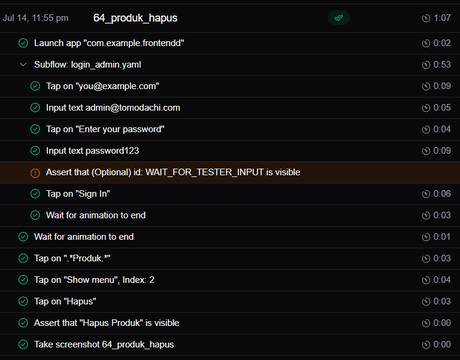 Jul 14, 11:55 pm 64_produk_hapus 1:07
Launch app "com.example.frontendd" 0:02
Subflow: login_admin.yaml 0:53
Tap on "you@example.com" 0:09
Input text admin@tomodachi.com 0:05
Tap on "Enter your password" 0:04
Input text password123 0:09
Assert that (Optional) id: WAIT_FOR_TESTER_INPUT is visible
Tap on "Sign In" 0:06
Wait for animation to end 0:03
Wait for animation to end 0:01
Tap on ".*Produk.*" 0:03
Tap on "Show menu", Index: 2 0:04
Tap on "Hapus" 0:03
Assert that "Hapus Produk" is visible 0:00
Take screenshot 64_produk_hapus 0:00